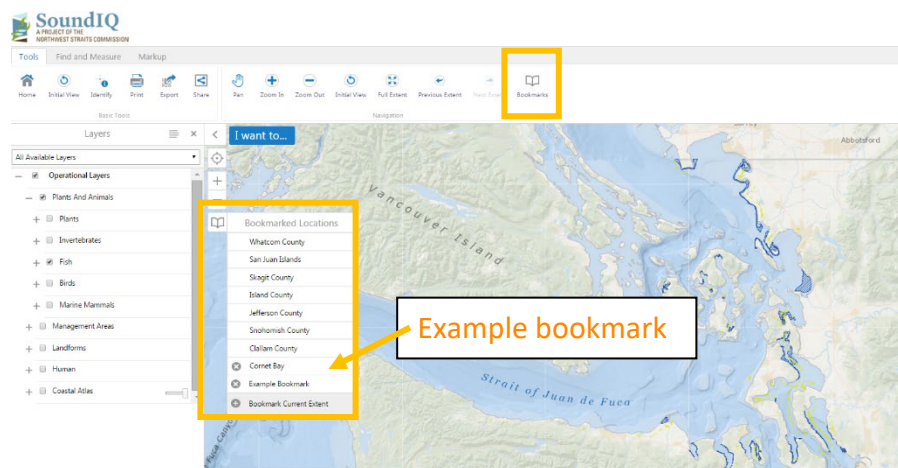 SoundIQ
A PROJECT OF THE
NORTHWEST STRAITS COMMISSION
Tools Find and Measure Markup
Home Initial View Identify Print Export Share Pan Zoom In Zoom Out Initial View Full Extent Previous Extent Next Extent Bookmarks
Basic Tools Navigation
Layers
I want to...
Abbotsford
All Available Layers
Operational Layers
Plants And Animals
Plants
Invertebrates
Fish
Birds
Marine Mammals
Management Areas
Landforms
Human
Coastal Atlas
Bookmarked Locations
Whatcom County
San Juan Islands
Skagit County
Island County
Jefferson County
Snohomish County
Clallam County
Cornet Bay
Example Bookmark
Bookmark Current Extent
Vancouver Island
Example bookmark
Strait of Juan de Fuca